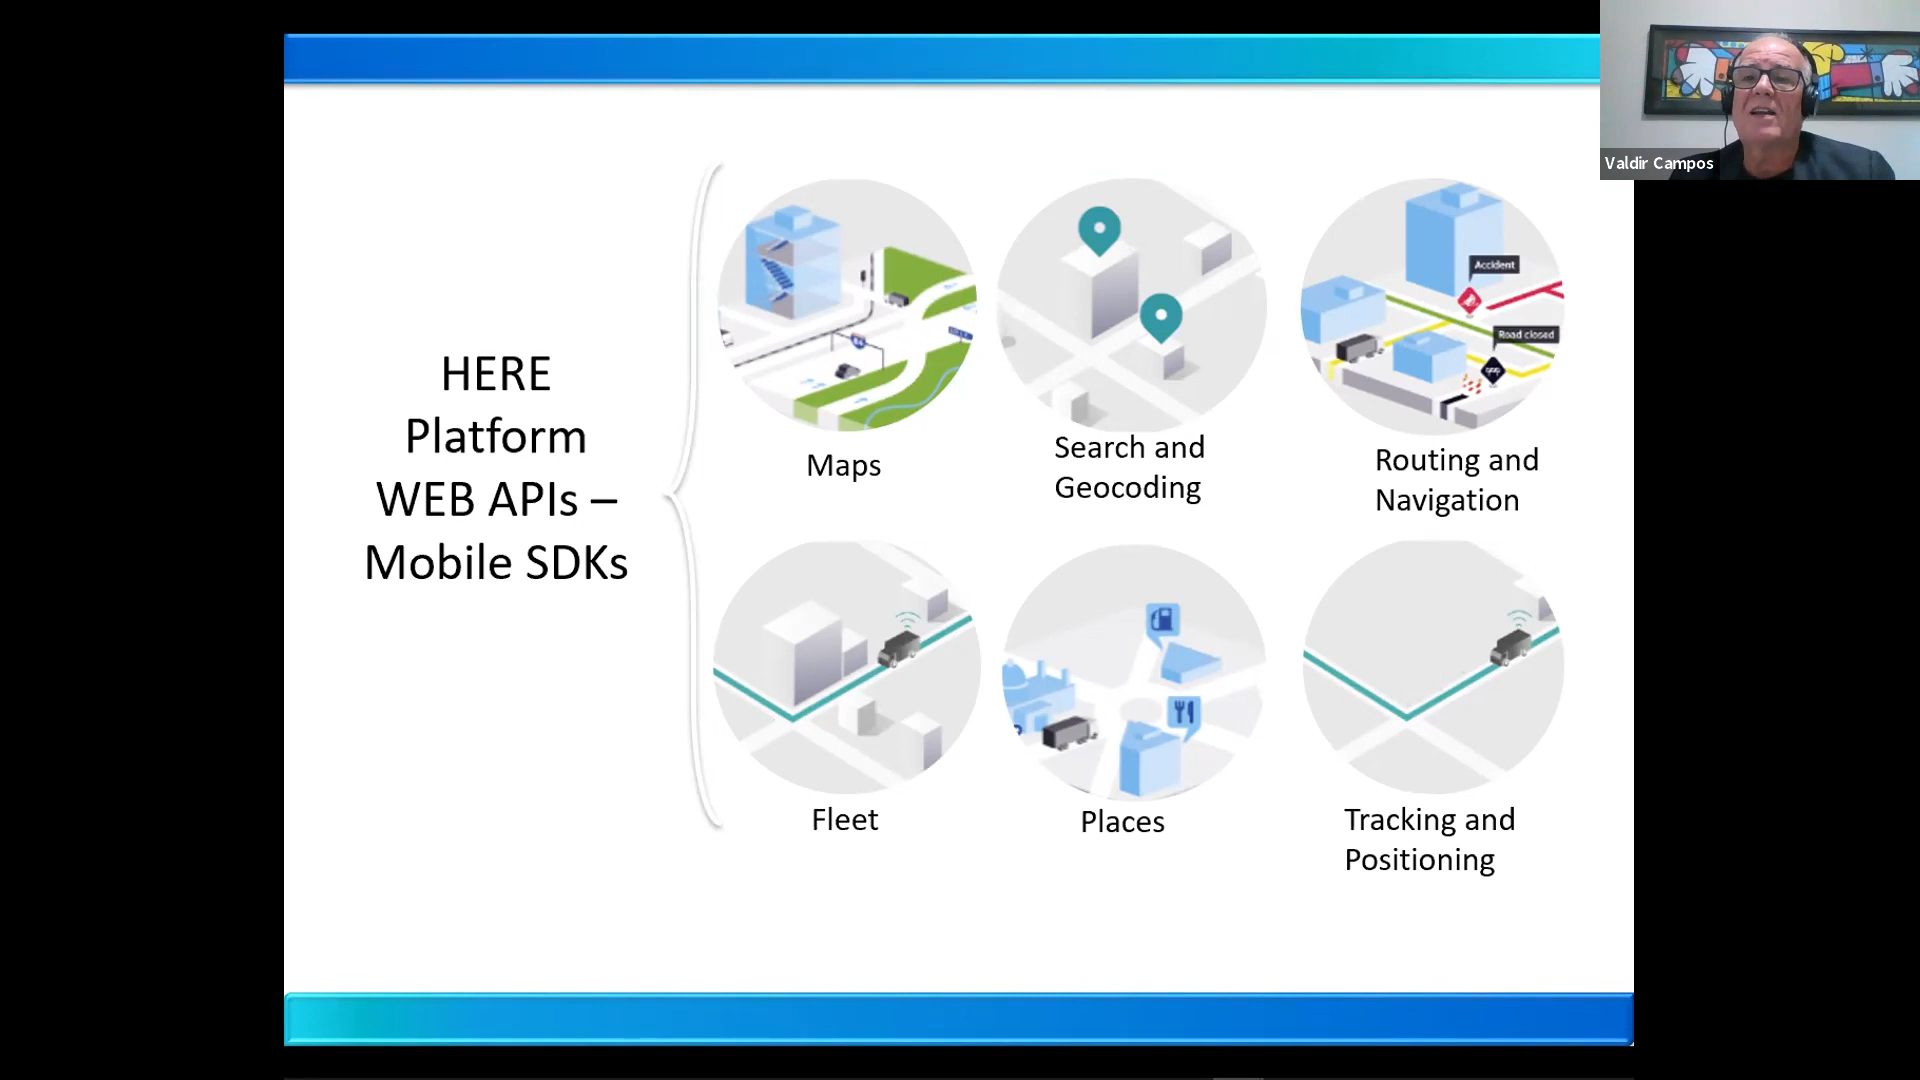 HERE
Platform
WEB APIs –
Mobile SDKs
Maps
Search and
Geocoding
Accident
Road closed
Routing and
Navigation
Fleet
Places
Tracking and
Positioning
Valdir Campos